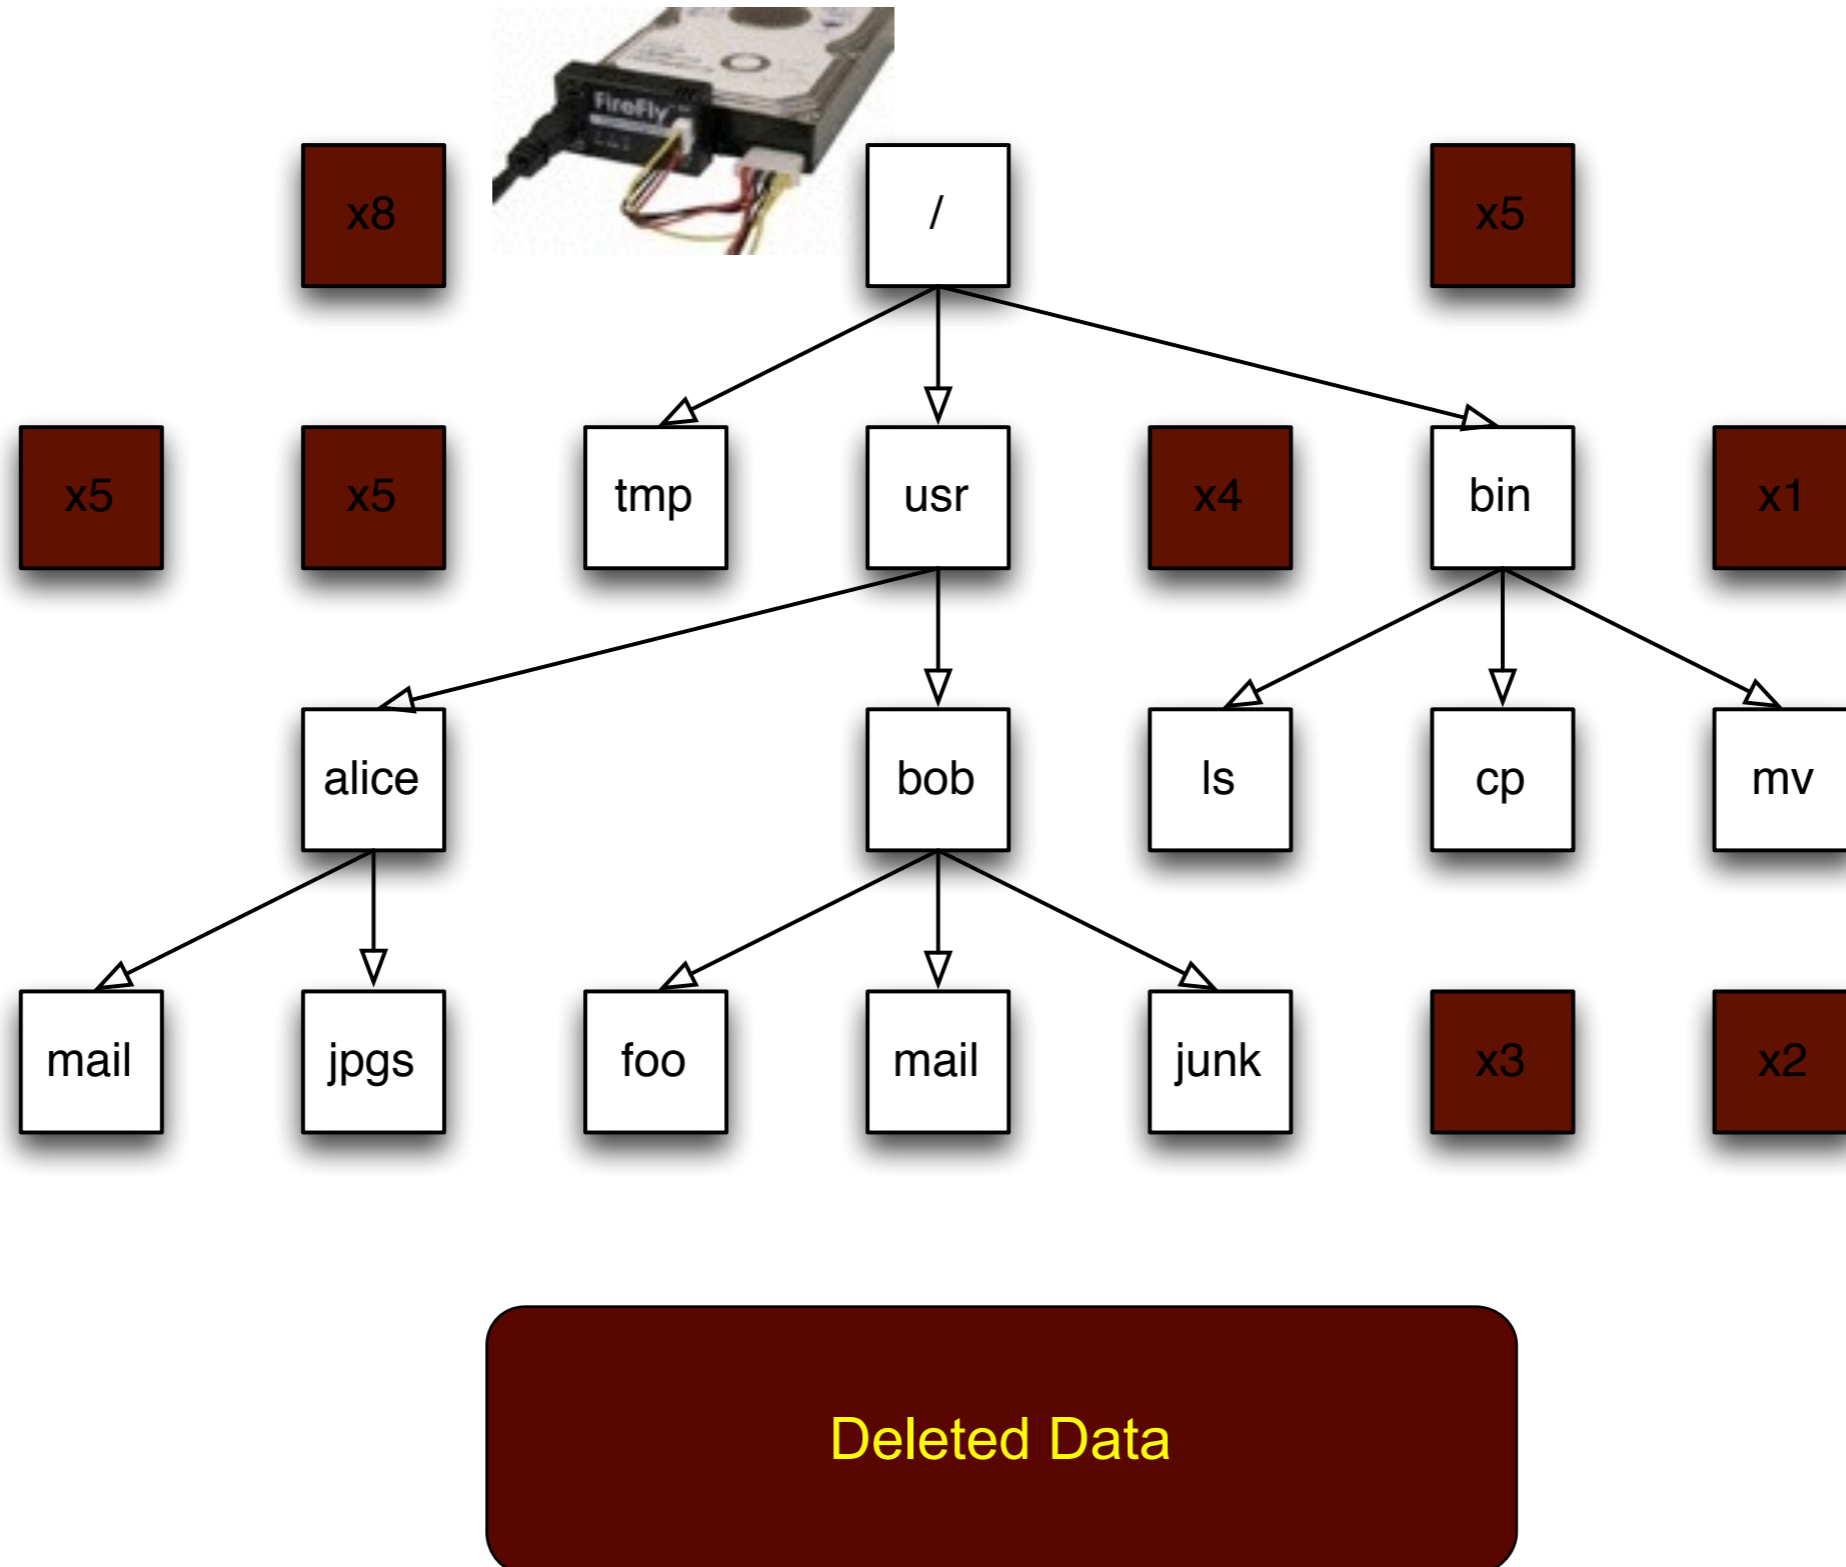 FireFly
x8
/
x5
x5
x5
tmp
usr
x4
bin
x1
alice
bob
ls
cp
mv
mail
jpgs
foo
mail
junk
x3
x2
Deleted Data